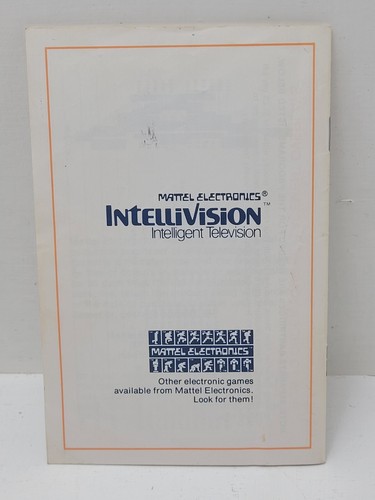 MATTEL ELECTRONICS®
INTELLIVISION™
Intelligent Television
MATTEL ELECTRONICS®
Other electronic games
available from Mattel Electronics.
Look for them!